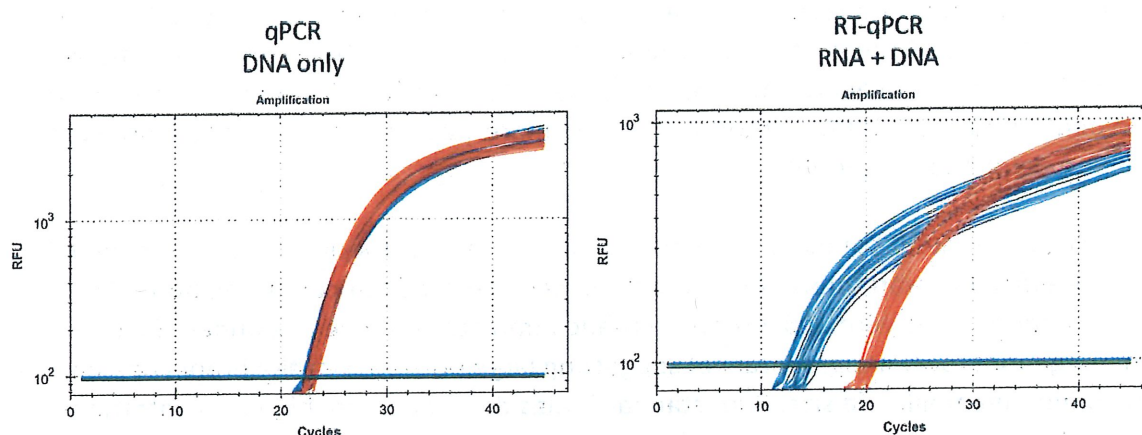 qPCR
DNA only
Amplification
RFU
10³
10²
0 10 20 30 40
Cycles
RT-qPCR
RNA + DNA
Amplification
RFU
10³
10²
0 10 20 30 40
Cycles